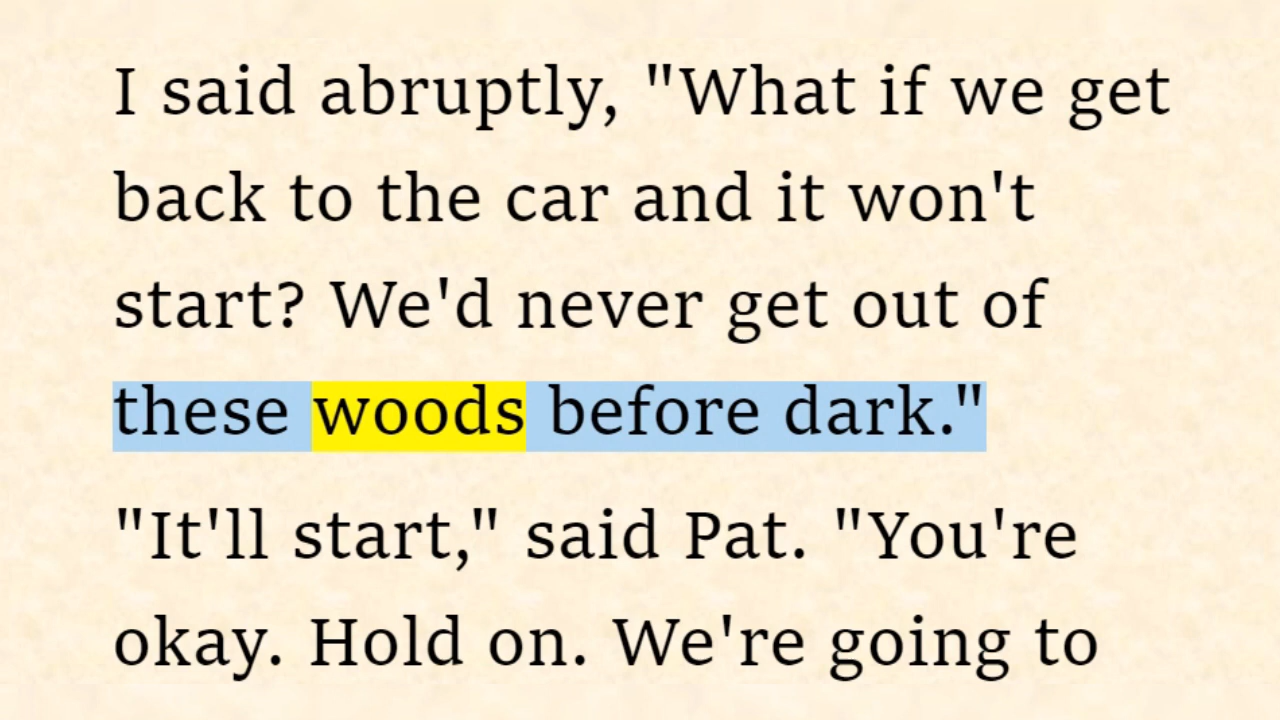 I said abruptly, "What if we get
back to the car and it won't
start? We'd never get out of
these woods before dark."
"It'll start," said Pat. "You're
okay. Hold on. We're going to